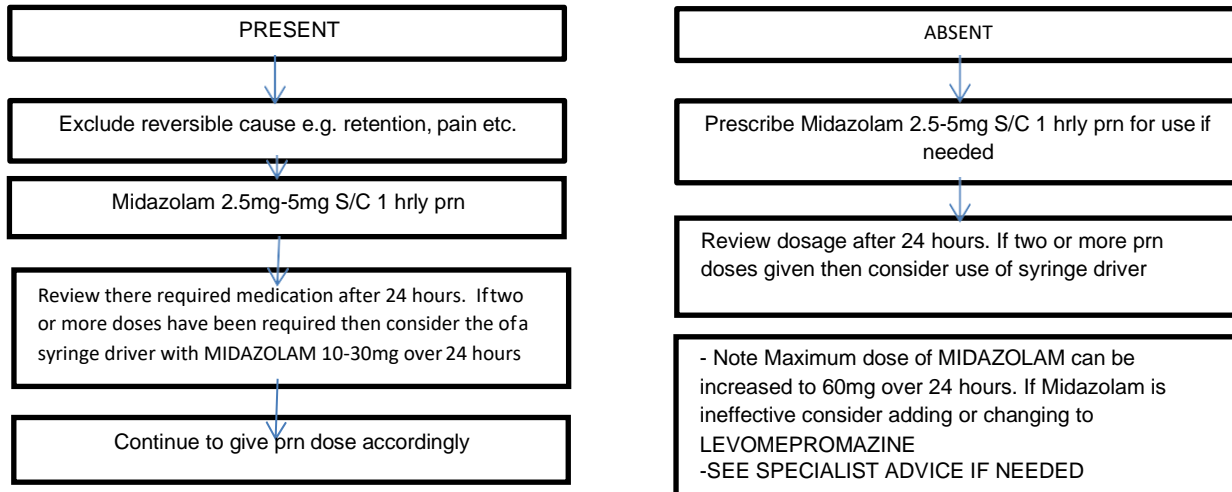 PRESENT
Exclude reversible cause e.g. retention, pain etc.
Midazolam 2.5mg-5mg S/C 1 hrly prn
Review there required medication after 24 hours. If two
or more doses have been required then consider the of a
syringe driver with MIDAZOLAM 10-30mg over 24 hours
Continue to give prn dose accordingly
ABSENT
Prescribe Midazolam 2.5-5mg S/C 1 hrly prn for use if
needed
Review dosage after 24 hours. If two or more prn
doses given then consider use of syringe driver
- Note Maximum dose of MIDAZOLAM can be
increased to 60mg over 24 hours. If Midazolam is
ineffective consider adding or changing to
LEVOMEPROMAZINE
-SEE SPECIALIST ADVICE IF NEEDED